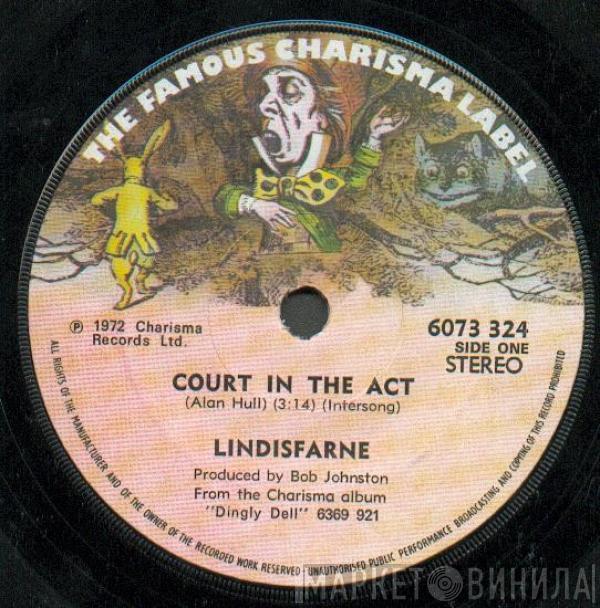 THE FAMOUS CHARISMA LABEL
℗ 1972 Charisma
Records Ltd.
6073 324
SIDE ONE
STEREO
COURT IN THE ACT
(Alan Hull) (3:14) (Intersong)
LINDISFARNE
Produced by Bob Johnston
From the Charisma album
"Dingly Dell" 6369 921
ALL RIGHTS OF THE MANUFACTURER AND OF THE OWNER OF THE RECORDED WORK RESERVED - UNAUTHORISED PUBLIC PERFORMANCE BROADCASTING AND COPYING OF THIS RECORD PROHIBITED
МАРКЕТ ВИНИЛА